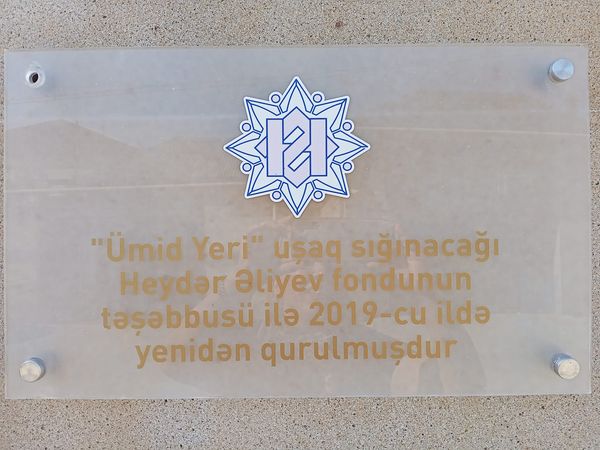 "Ümid Yeri" uşaq sığınacağı
Heydər Əliyev fondunun
təşəbbüsü ilə 2019-cu ildə
yenidən qurulmuşdur